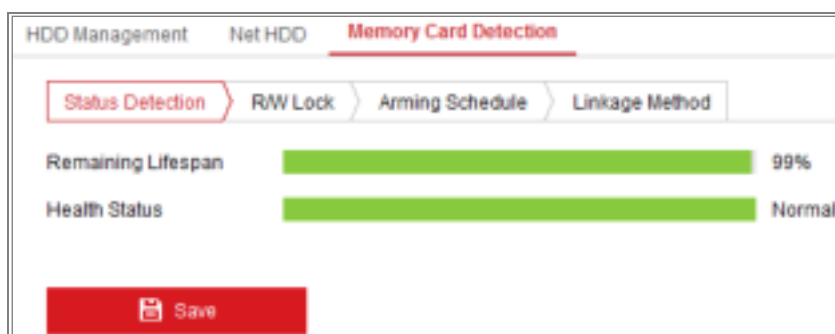 HDD Management Net HDD Memory Card Detection
Status Detection R/W Lock Arming Schedule Linkage Method
Remaining Lifespan 99%
Health Status Normal
Save